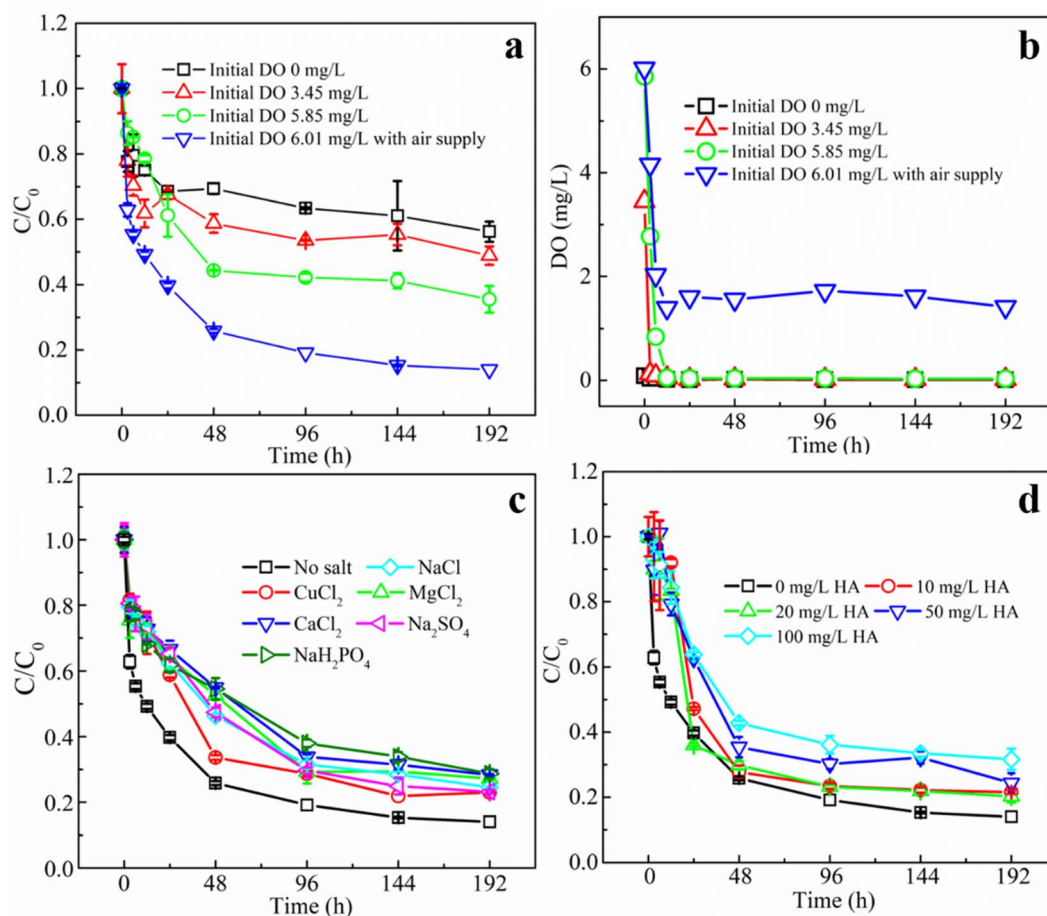 a
Initial DO 0 mg/L
Initial DO 3.45 mg/L
Initial DO 5.85 mg/L
Initial DO 6.01 mg/L with air supply
1.2
1.0
0.8
0.6
0.4
0.2
0.0
C/C₀
0 48 96 144 192
Time (h)
b
Initial DO 0 mg/L
Initial DO 3.45 mg/L
Initial DO 5.85 mg/L
Initial DO 6.01 mg/L with air supply
6
4
2
0
DO (mg/L)
0 48 96 144 192
Time (h)
c
No salt NaCl
CuCl₂ MgCl₂
CaCl₂ Na₂SO₄
NaH₂PO₄
1.2
1.0
0.8
0.6
0.4
0.2
0.0
C/C₀
0 48 96 144 192
Time (h)
d
0 mg/L HA 10 mg/L HA
20 mg/L HA 50 mg/L HA
100 mg/L HA
1.2
1.0
0.8
0.6
0.4
0.2
0.0
C/C₀
0 48 96 144 192
Time (h)